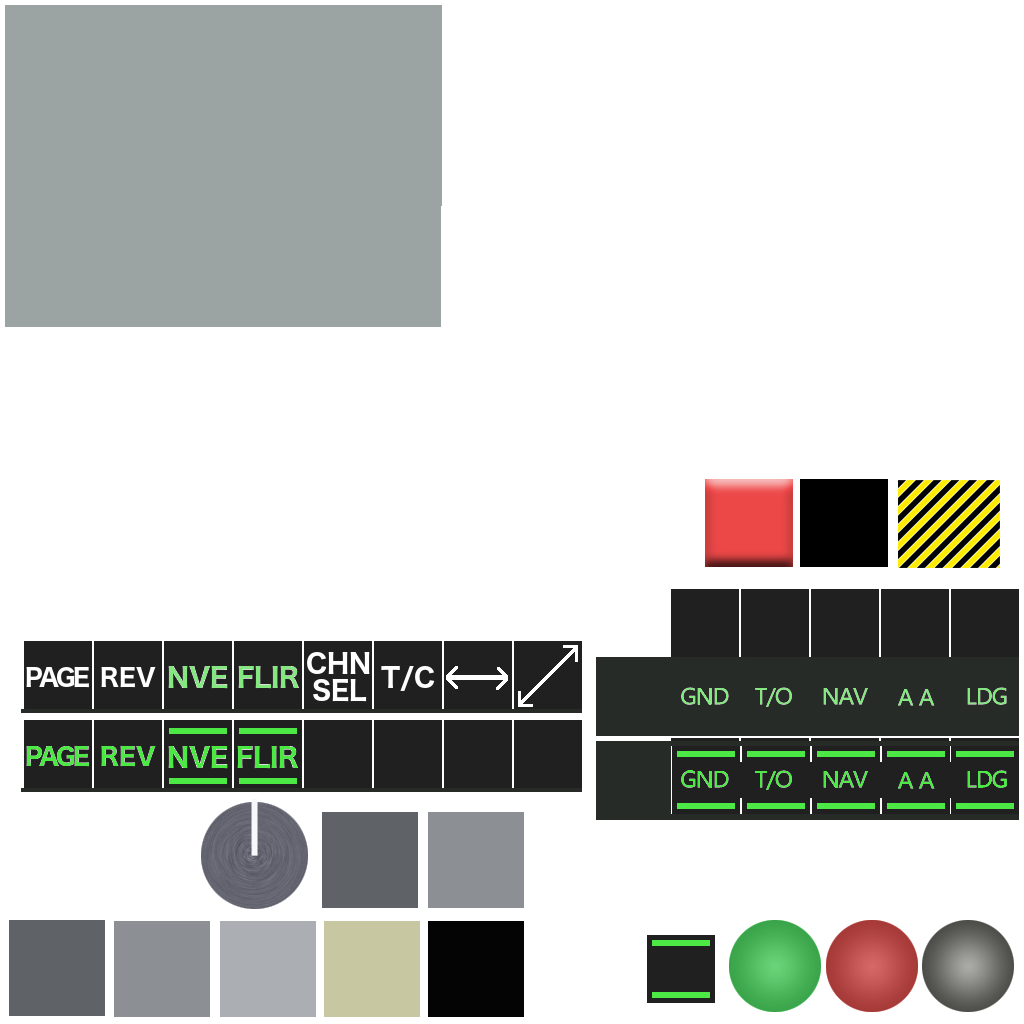 PAGE REV NVE FLIR CHN SEL T/C
GND T/O NAV A A LDG
PAGE REV NVE FLIR
GND T/O NAV A A LDG